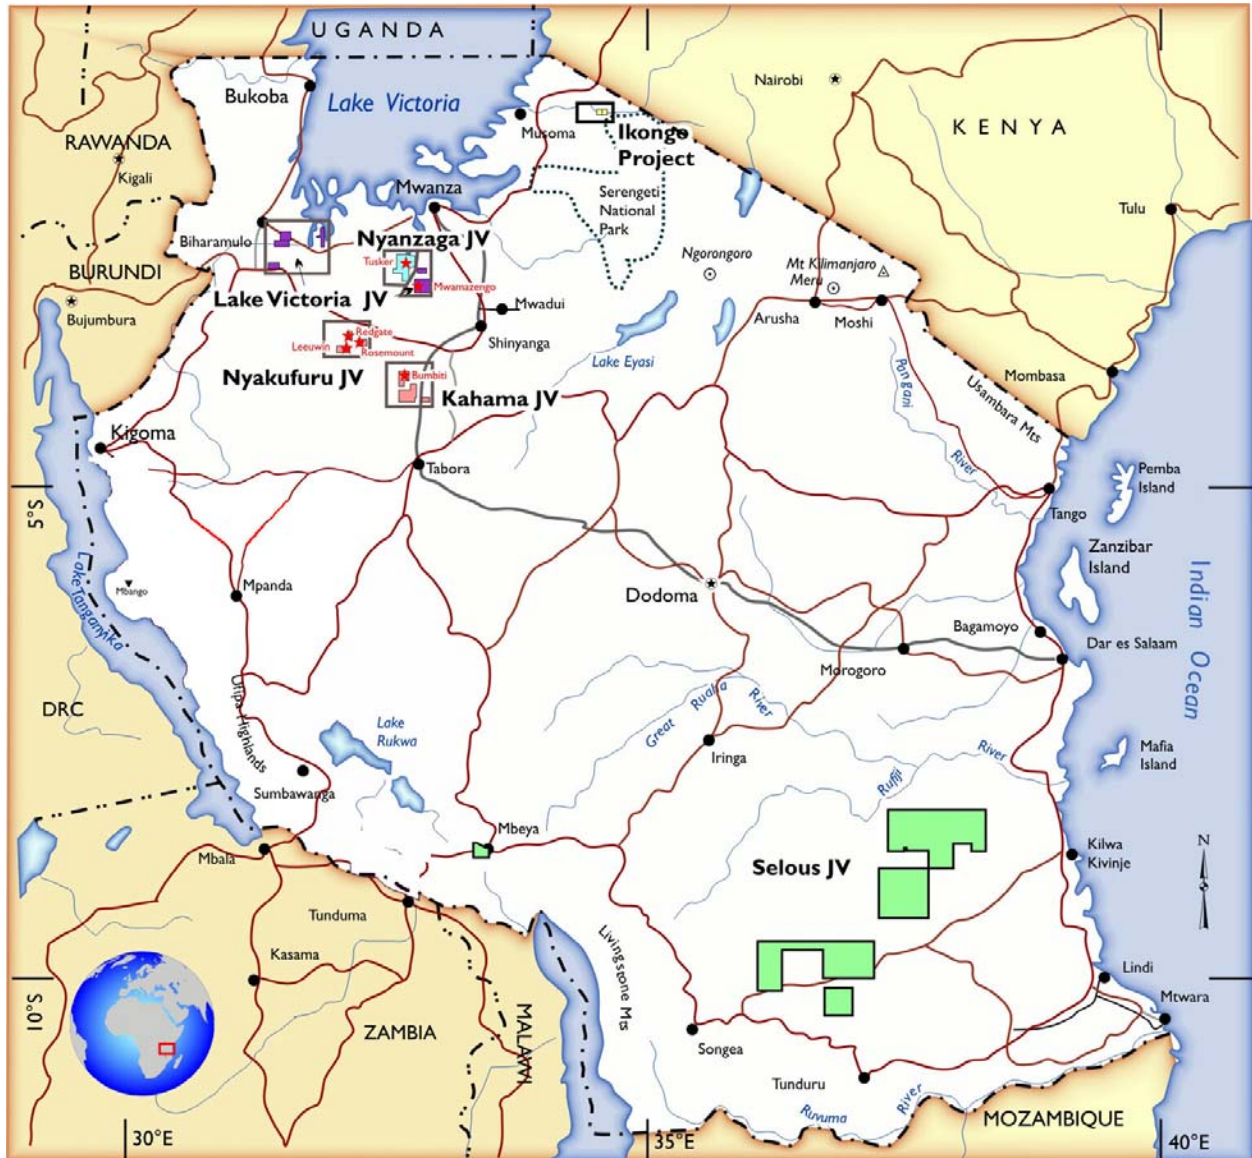 UGANDA
Bukoba
Lake Victoria
Nairobi
Musoma
Ikongo
Project
KENYA
RAWANDA
Kigali
Mwanza
Serengeti
National
Park
Tulu
Biharamulo
Nyanzaga JV
Tusker
Ngorongoro
BURUNDI
Mt Kilimanjaro
Meru
Mwamazengo
Lake Victoria JV
Mwadui
Bujumbura
Arusha
Moshi
Redgate
Leeuwin
Rosemount
Shinyanga
Lake Eyasi
Nyakufuru JV
Bumbiti
Mombasa
Pangani
River
Usambara Mts
Kahama JV
Kigoma
Tabora
Pemba
Island
5°S
Tango
Zanzibar
Island
Indian Ocean
Lake Tanganyika
Mbango
Mpanda
Dodoma
Bagamoyo
Dar es Salaam
Morogoro
Ufipa Highlands
DRC
Great Ruaha River
Lake
Rukwa
Iringa
Rufiji
River
Mafia
Island
Sumbawanga
Mbeya
Mbala
Kilwa
Kivinje
N
Selous JV
Tunduma
Livingstone Mts
Kasama
Lindi
10°S
Mtwara
ZAMBIA
MALAWI
Songea
Tunduru
Ruvuma
River
MOZAMBIQUE
30°E
35°E
40°E